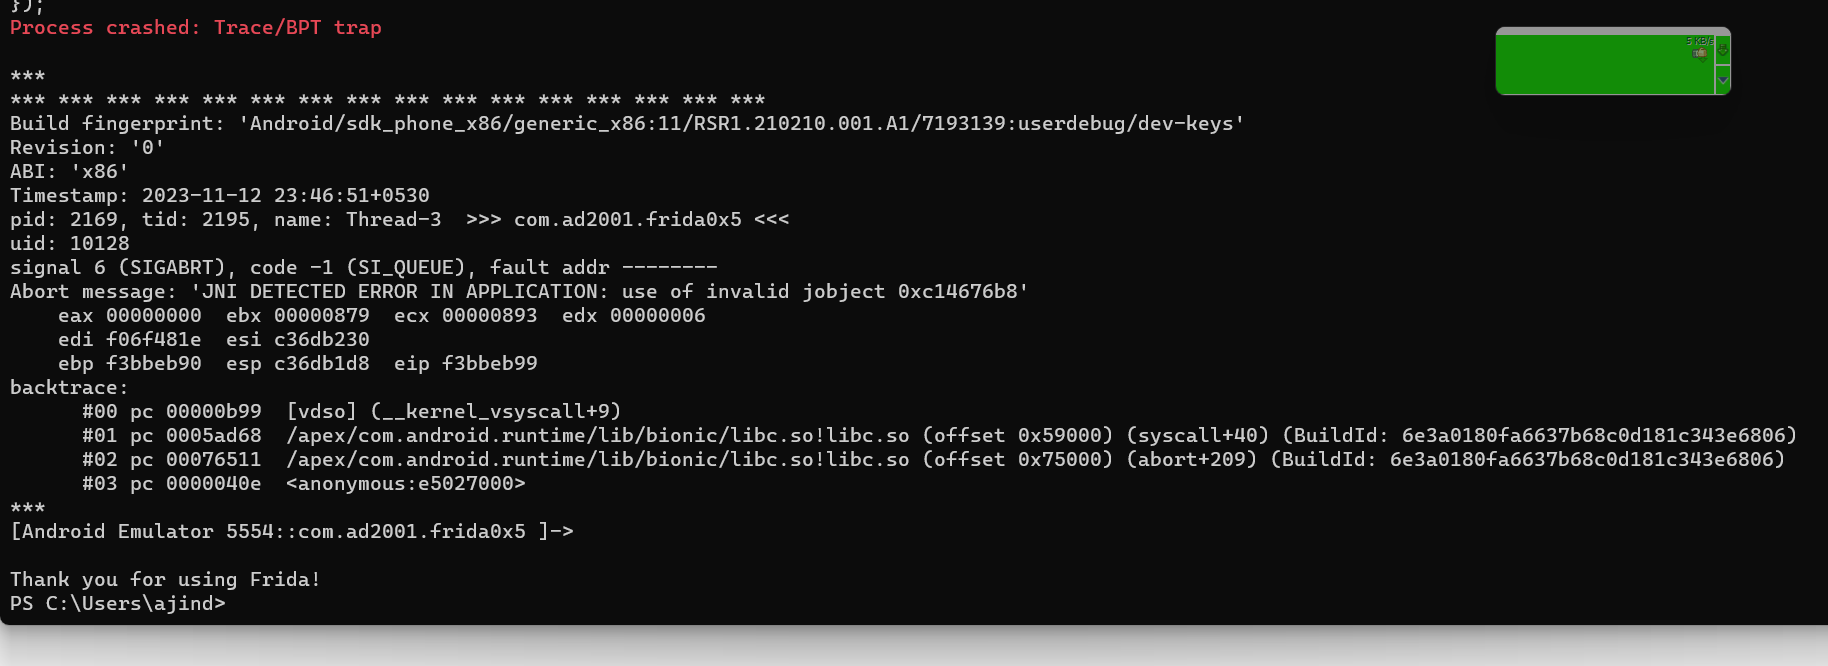 });
Process crashed: Trace/BPT trap
***
*** *** *** *** *** *** *** *** *** *** *** *** *** *** *** ***
Build fingerprint: 'Android/sdk_phone_x86/generic_x86:11/RSR1.210210.001.A1/7193139:userdebug/dev-keys'
Revision: '0'
ABI: 'x86'
Timestamp: 2023-11-12 23:46:51+0530
pid: 2169, tid: 2195, name: Thread-3  >>> com.ad2001.frida0x5 <<<
uid: 10128
signal 6 (SIGABRT), code -1 (SI_QUEUE), fault addr --------
Abort message: 'JNI DETECTED ERROR IN APPLICATION: use of invalid jobject 0xc14676b8'
    eax 00000000  ebx 00000879  ecx 00000893  edx 00000006
    edi f06f481e  esi c36db230
    ebp f3bbeb90  esp c36db1d8  eip f3bbeb99
backtrace:
      #00 pc 00000b99  [vdso] (__kernel_vsyscall+9)
      #01 pc 0005ad68  /apex/com.android.runtime/lib/bionic/libc.so!libc.so (offset 0x59000) (syscall+40) (BuildId: 6e3a0180fa6637b68c0d181c343e6806)
      #02 pc 00076511  /apex/com.android.runtime/lib/bionic/libc.so!libc.so (offset 0x75000) (abort+209) (BuildId: 6e3a0180fa6637b68c0d181c343e6806)
      #03 pc 0000040e  <anonymous:e5027000>
***
[Android Emulator 5554::com.ad2001.frida0x5 ]->
Thank you for using Frida!
PS C:\Users\ajind>
5 KB/s